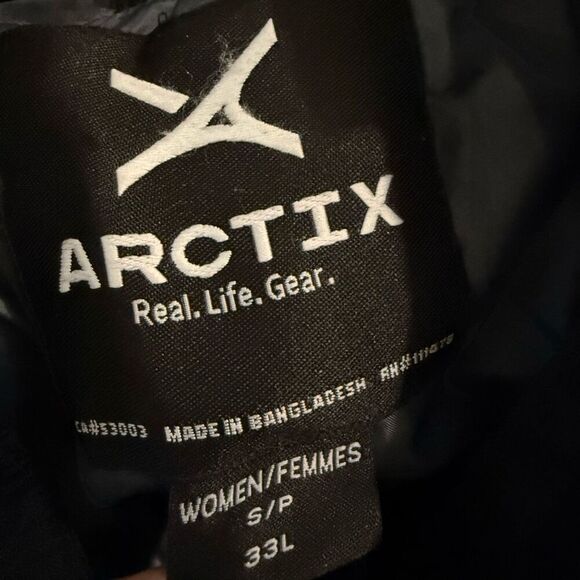 ARCTIX
Real. Life. Gear.
CA#53003 MADE IN BANGLADESH
WOMEN/FEMMES
S/P
33L